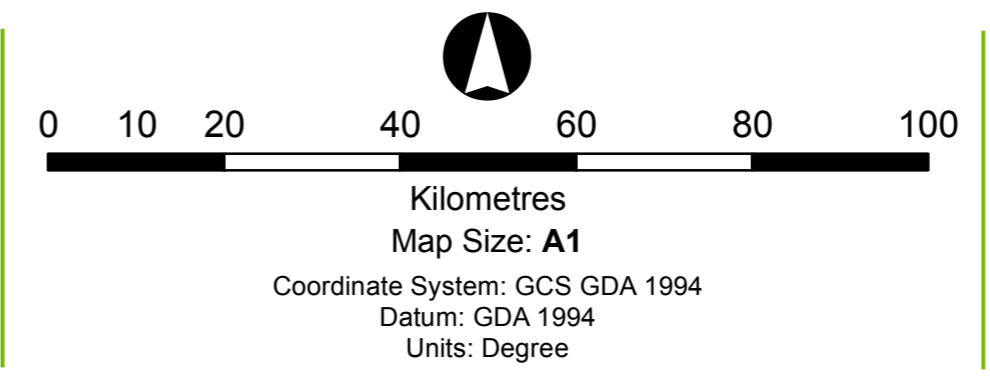 0 10 20 40 60 80 100
Kilometres
Map Size: A1
Coordinate System: GCS GDA 1994
Datum: GDA 1994
Units: Degree